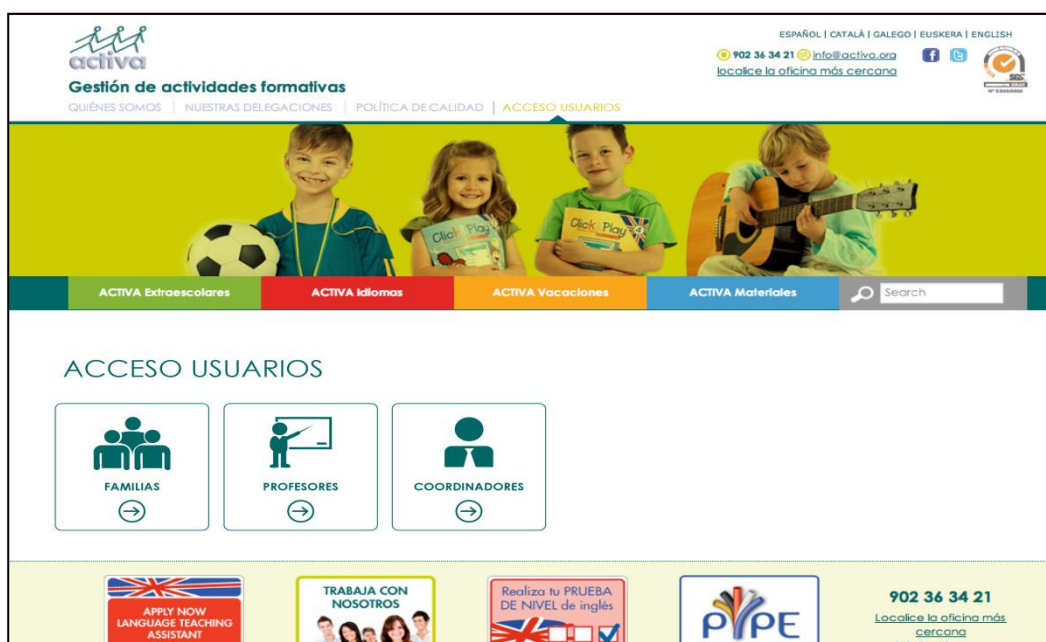 activa
Gestión de actividades formativas
QUIÉNES SOMOS | NUESTRAS DELEGACIONES | POLÍTICA DE CALIDAD | ACCESO USUARIOS
ESPAÑOL | CATALÀ | GALEGO | EUSKERA | ENGLISH
902 36 34 21 info@activa.org
localice la oficina más cercana
SGS
Click Play
Click Play
ACTIVA Extraescolares
ACTIVA Idiomas
ACTIVA Vacaciones
ACTIVA Materiales
Search
ACCESO USUARIOS
FAMILIAS
PROFESORES
COORDINADORES
APPLY NOW
LANGUAGE TEACHING
ASSISTANT
TRABAJA CON
NOSOTROS
Realiza tu PRUEBA
DE NIVEL de inglés
PYPE
902 36 34 21
Localice la oficina más
cercana